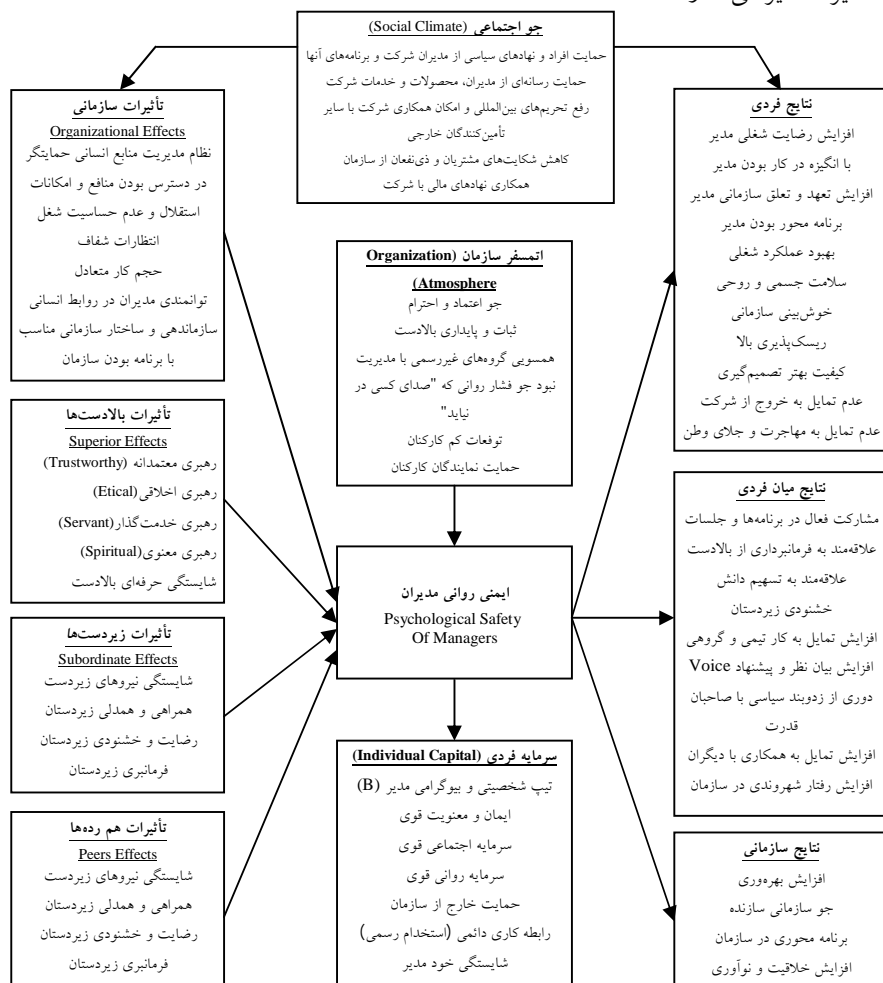 جو اجتماعی (Social Climate)
حمایت افراد و نهادهای سیاسی از مدیران شرکت و برنامه‌های آنها
حمایت رسانه‌ای از مدیران، محصولات و خدمات شرکت
رفع تحریم‌های بین‌المللی و امکان همکاری شرکت با سایر
تأمین‌کنندگان خارجی
کاهش شکایت‌های مشتریان و ذی‌نفعان از سازمان
همکاری نهادهای مالی با شرکت
نتایج فردی
افزایش رضایت شغلی مدیر
با انگیزه در کار بودن مدیر
افزایش تعهد و تعلق سازمانی مدیر
برنامه محور بودن مدیر
بهبود عملکرد شغلی
سلامت جسمی و روحی
خوش‌بینی سازمانی
ریسک‌پذیری بالا
کیفیت بهتر تصمیم‌گیری
عدم تمایل به خروج از شرکت
عدم تمایل به مهاجرت و جلای وطن
نتایج میان فردی
مشارکت فعال در برنامه‌ها و جلسات
علاقه‌مند به فرمانبرداری از بالادست
علاقه‌مند به تسهیم دانش
خشنودی زیردستان
افزایش تمایل به کار تیمی و گروهی
افزایش بیان نظر و پیشنهاد Voice
دوری از زدوبند سیاسی با صاحبان
قدرت
افزایش تمایل به همکاری با دیگران
افزایش رفتار شهروندی در سازمان
نتایج سازمانی
افزایش بهره‌وری
جو سازمانی سازنده
برنامه محوری در سازمان
افزایش خلاقیت و نوآوری
اتمسفر سازمان (Organization
Atmosphere)
جو اعتماد و احترام
ثبات و پایداری بالادست
همسویی گروه‌های غیررسمی با مدیریت
نبود جو فشار روانی که "صدای کسی در
نیاید"
توقعات کم کارکنان
حمایت نمایندگان کارکنان
ایمنی روانی مدیران
Psychological Safety
Of Managers
سرمایه فردی (Individual Capital)
تیپ شخصیتی و بیوگرامی مدیر (B)
ایمان و معنویت قوی
سرمایه اجتماعی قوی
سرمایه روانی قوی
حمایت خارج از سازمان
رابطه کاری دائمی (استخدام رسمی)
شایستگی خود مدیر
تأثیرات سازمانی
Organizational Effects
نظام مدیریت منابع انسانی حمایتگر
در دسترس بودن منافع و امکانات
استقلال و عدم حساسیت شغل
انتظارات شفاف
حجم کار متعادل
توانمندی مدیران در روابط انسانی
سازماندهی و ساختار سازمانی مناسب
با برنامه بودن سازمان
تأثیرات بالادست‌ها
Superior Effects
رهبری معتمدانه (Trustworthy)
رهبری اخلاقی (Etical)
رهبری خدمت‌گذار (Servant)
رهبری معنوی (Spiritual)
شایستگی حرفه‌ای بالادست
تأثیرات زیردست‌ها
Subordinate Effects
شایستگی نیروهای زیردست
همراهی و همدلی زیردستان
رضایت و خشنودی زیردستان
فرمانبری زیردستان
تأثیرات هم رده‌ها
Peers Effects
شایستگی نیروهای زیردست
همراهی و همدلی زیردستان
رضایت و خشنودی زیردستان
فرمانبری زیردستان